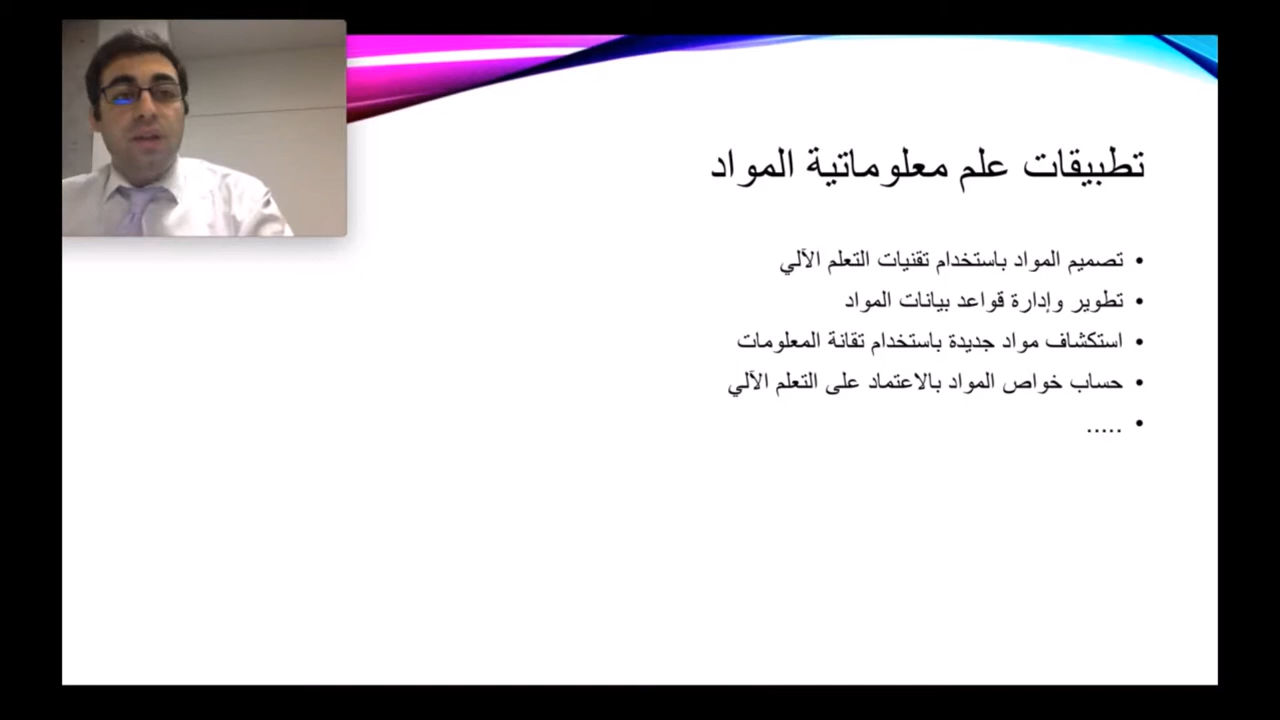 تطبيقات علم معلوماتية المواد
• تصميم المواد باستخدام تقنيات التعلم الآلي
• تطوير وإدارة قواعد بيانات المواد
• استكشاف مواد جديدة باستخدام تقانة المعلومات
• حساب خواص المواد بالاعتماد على التعلم الآلي
• .....